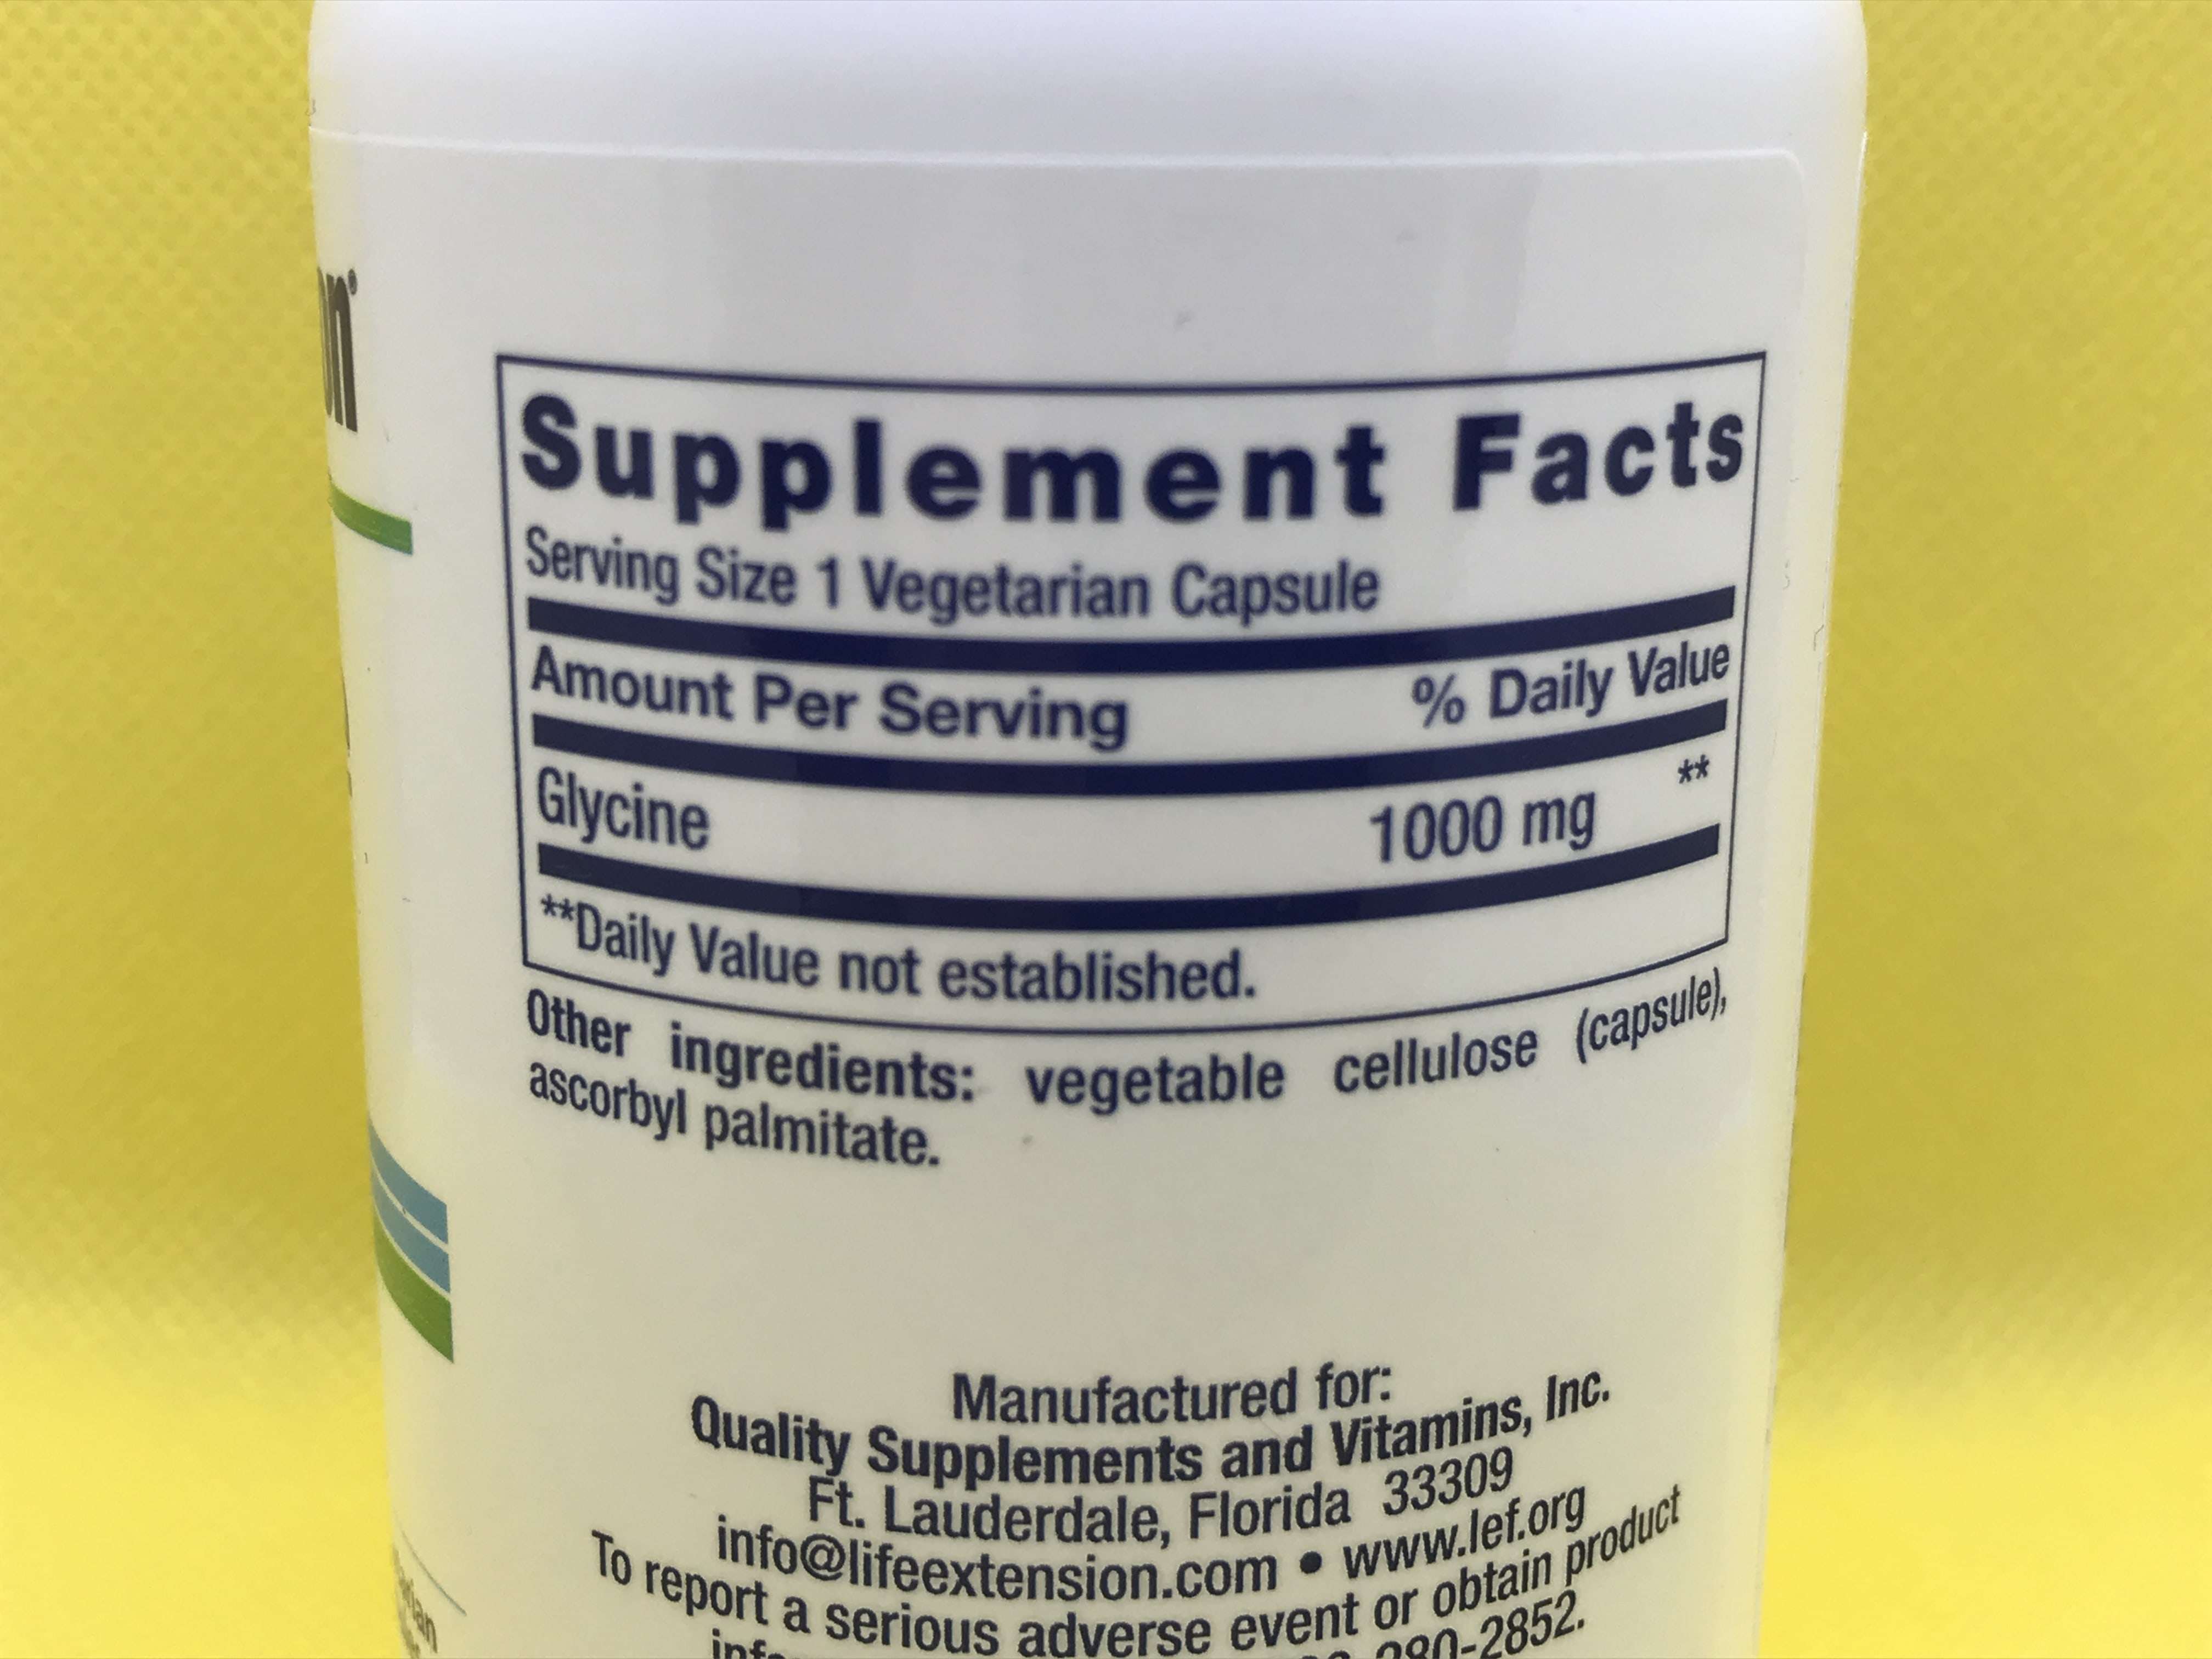 Supplement Facts
Serving Size 1 Vegetarian Capsule
Amount Per Serving % Daily Value
Glycine 1000 mg **
**Daily Value not established.
Other ingredients: vegetable cellulose (capsule),
ascorbyl palmitate.
Manufactured for:
Quality Supplements and Vitamins, Inc.
Ft. Lauderdale, Florida 33309
info@lifeextension.com • www.lef.org
To report a serious adverse event or obtain product
280-2852.